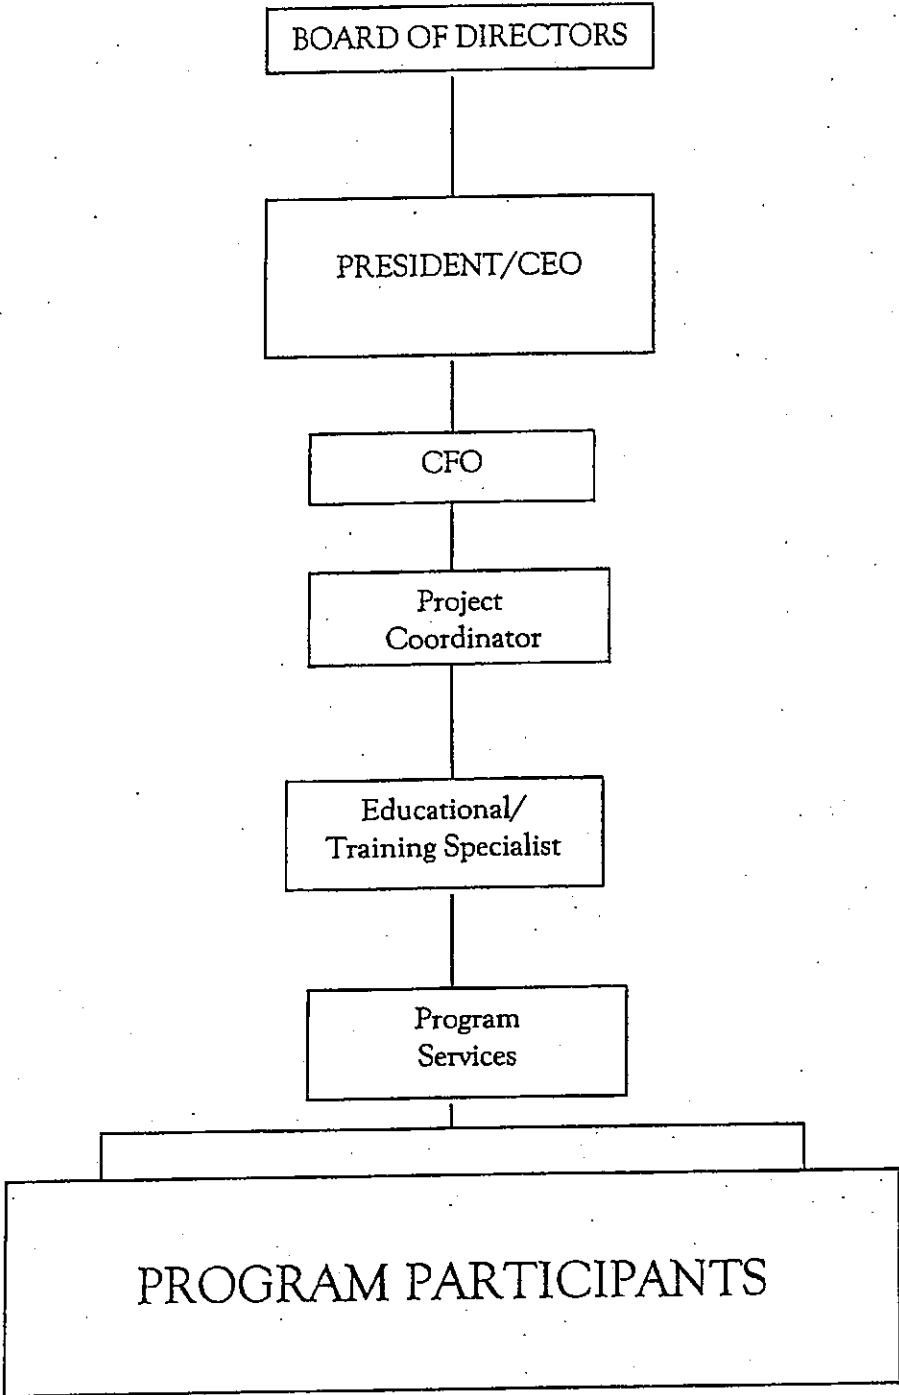 BOARD OF DIRECTORS
PRESIDENT/CEO
CFO
Project
Coordinator
Educational/
Training Specialist
Program
Services
PROGRAM PARTICIPANTS